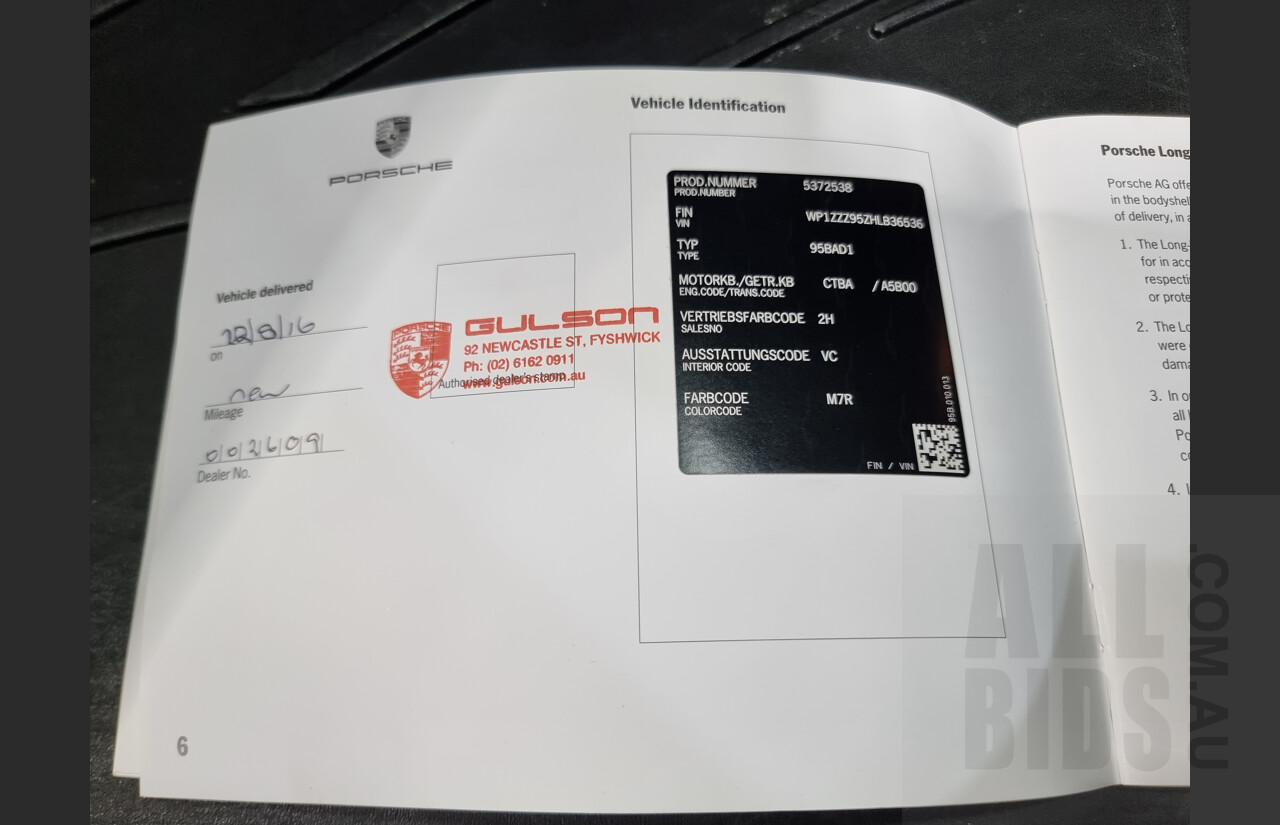 PORSCHE
Vehicle delivered
22/8/16
on
new
Mileage
0|0|2|6|0|9|
Dealer No.
PORSCHE
GULSON
92 NEWCASTLE ST, FYSHWICK
Ph: (02) 6162 0911
www.gulson.com.au
Authorised dealer's stamp
6
Vehicle Identification
PROD.NUMMER 5372538
PROD.NUMBER
FIN WP1ZZZ95ZHLB36536
VIN
TYP 95BAD1
TYPE
MOTORKB./GETR.KB CTBA / A5B00
ENG.CODE/TRANS.CODE
VERTRIEBSFARBCODE 2H
SALESNO
AUSSTATTUNGSCODE VC
INTERIOR CODE
FARBCODE M7R
COLORCODE
95B.010.013
FIN / VIN
Porsche Long
Porsche AG offe
in the bodyshel
of delivery, in a
1. The Long-
for in acc
respecti
or prote
2. The Lo
were
dama
3. In o
all
Po
co
4.
ALL
BIDS
.COM.AU